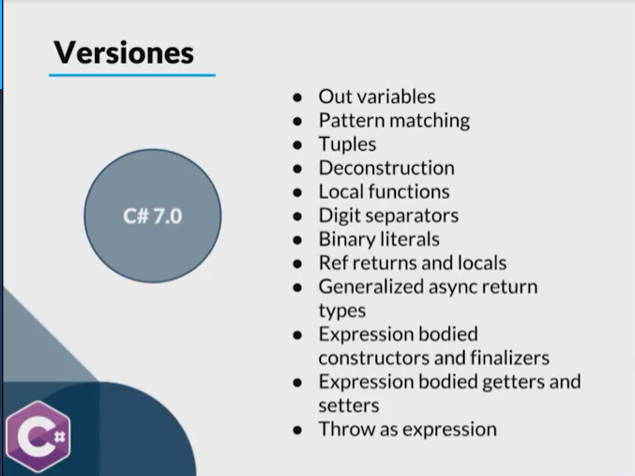 Versiones
C# 7.0
● Out variables
● Pattern matching
● Tuples
● Deconstruction
● Local functions
● Digit separators
● Binary literals
● Ref returns and locals
● Generalized async return
types
● Expression bodied
constructors and finalizers
● Expression bodied getters and
setters
● Throw as expression
C#